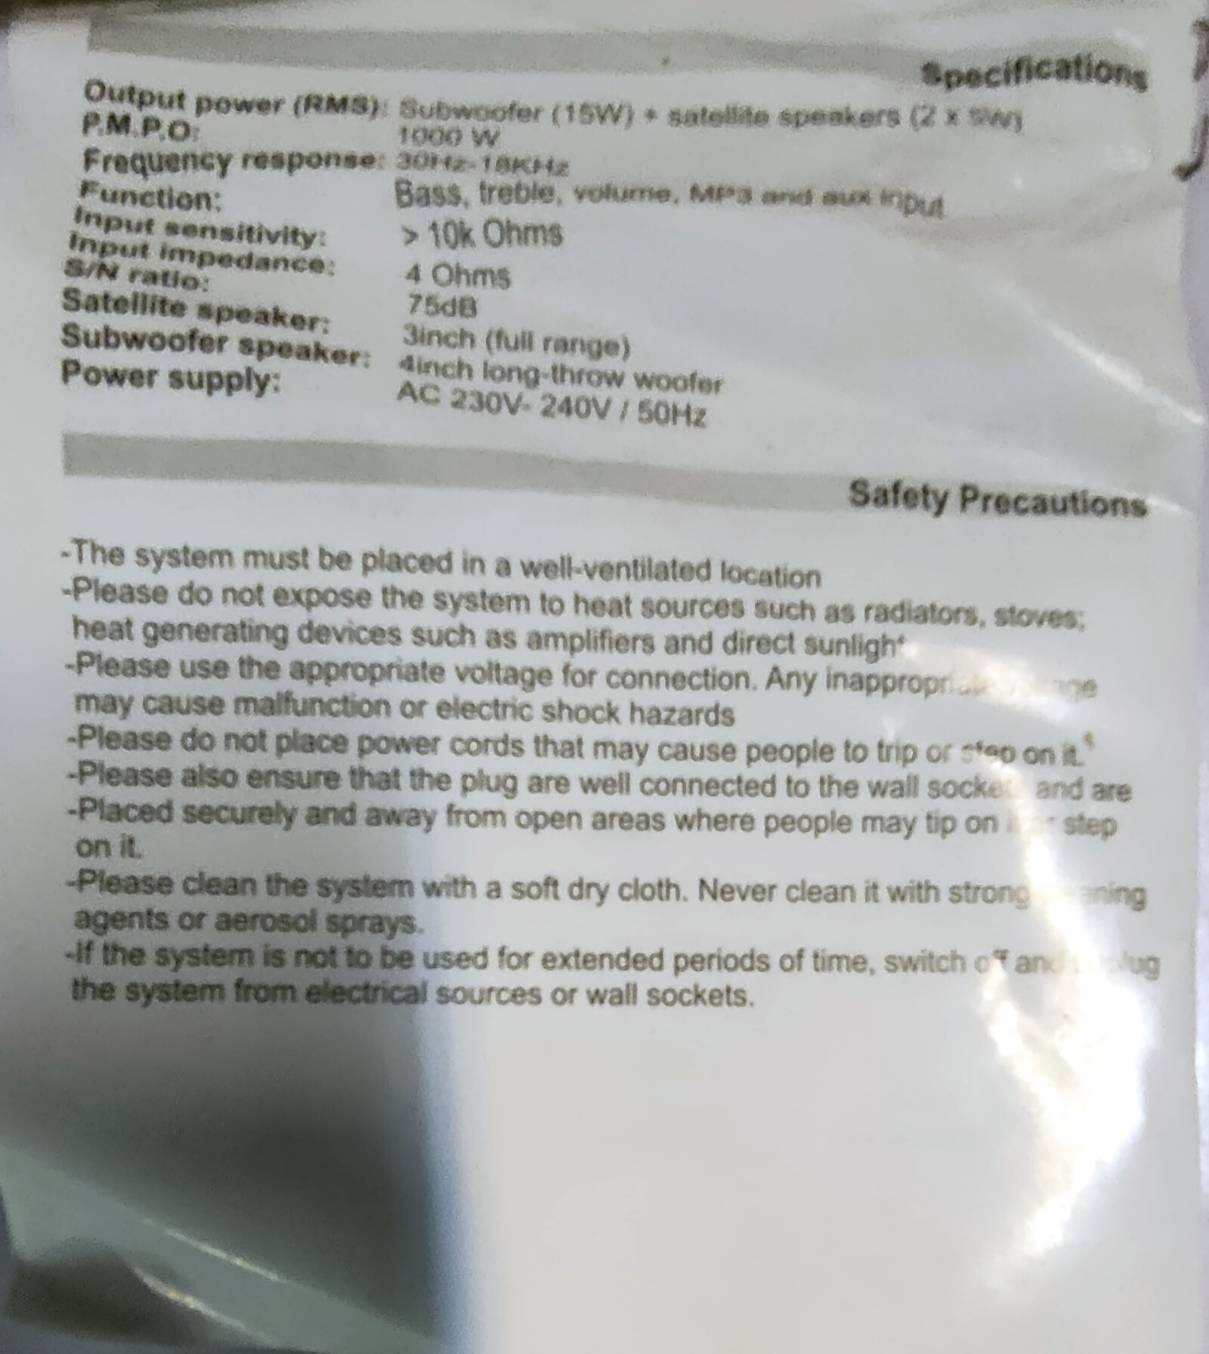 Specifications
Output power (RMS): Subwoofer (15W) + satellite speakers (2 x 5W)
P.M.P.O: 1000 W
Frequency response: 30Hz-18KHz
Function: Bass, treble, volume, MP3 and aux input
Input sensitivity: > 10k Ohms
Input impedance: 4 Ohms
S/N ratio: 75dB
Satellite speaker: 3inch (full range)
Subwoofer speaker: 4inch long-throw woofer
Power supply: AC 230V- 240V / 50Hz
Safety Precautions
-The system must be placed in a well-ventilated location
-Please do not expose the system to heat sources such as radiators, stoves;
heat generating devices such as amplifiers and direct sunlight
-Please use the appropriate voltage for connection. Any
may cause malfunction or electric shock hazards
-Please do not place power cords that may cause people to trip or step on it.
-Please also ensure that the plug are well connected to the wall and are
-Placed securely and away from open areas where people may tip on step
on it.
-Please clean the system with a soft dry cloth. Never clean it with strong
agents or aerosol sprays.
-If the system is not to be used for extended periods of time, switch off and
the system from electrical sources or wall sockets.